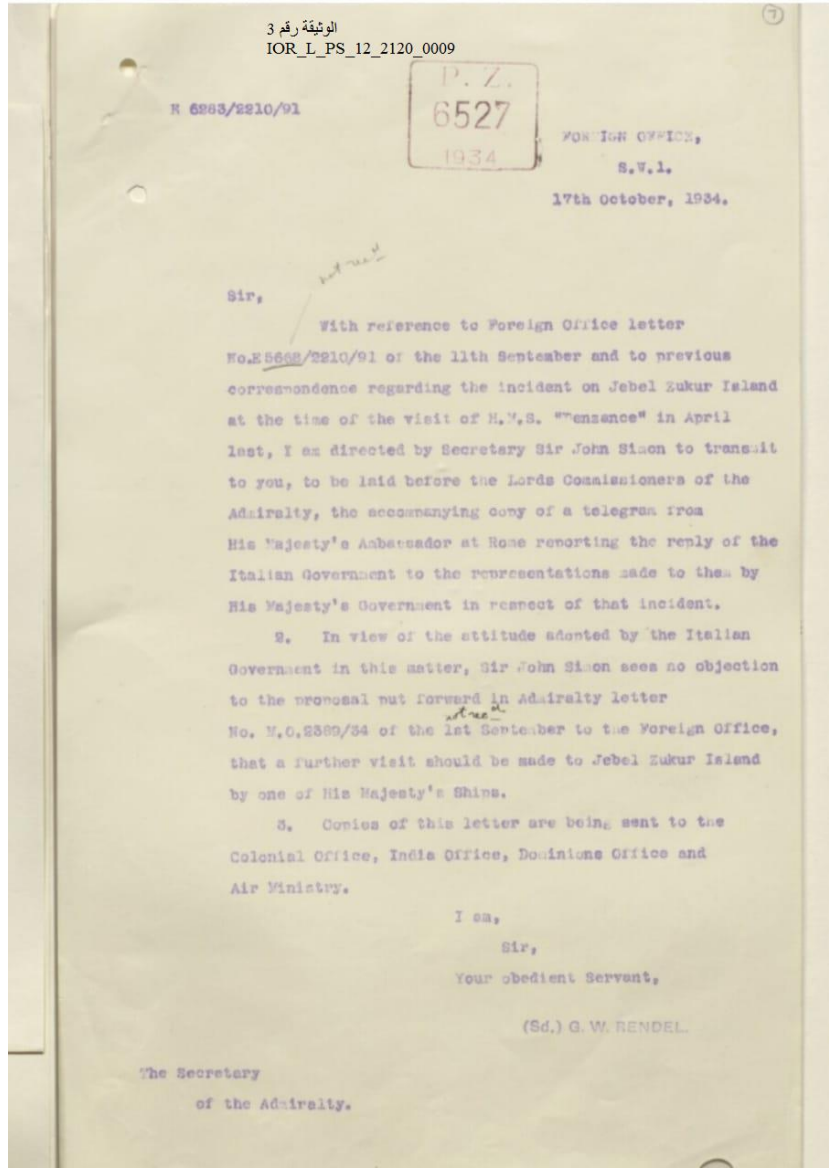 الوثيقة رقم 3
IOR_L_PS_12_2120_0009
7
P. Z.
6527
1934
E 6283/2210/91
FOREIGN OFFICE,
S.W.1.
17th October, 1934.
not recd
Sir,
With reference to Foreign Office letter
No.E 5668/2210/91 of the 11th September and to previous
correspondence regarding the incident on Jebel Zukur Island
at the time of the visit of H.M.S. "Penzance" in April
last, I am directed by Secretary Sir John Simon to transmit
to you, to be laid before the Lords Commissioners of the
Admiralty, the accompanying copy of a telegram from
His Majesty's Ambassador at Rome reporting the reply of the
Italian Government to the representations made to them by
His Majesty's Government in respect of that incident.
2. In view of the attitude adopted by the Italian
Government in this matter, Sir John Simon sees no objection
to the proposal put forward in Admiralty letter
not recd
No. M.0.2389/34 of the 1st September to the Foreign Office,
that a further visit should be made to Jebel Zukur Island
by one of His Majesty's Ships.
3. Copies of this letter are being sent to the
Colonial Office, India Office, Dominions Office and
Air Ministry.
I am,
Sir,
Your obedient Servant,
(Sd.) G. W. RENDEL.
The Secretary
of the Admiralty.